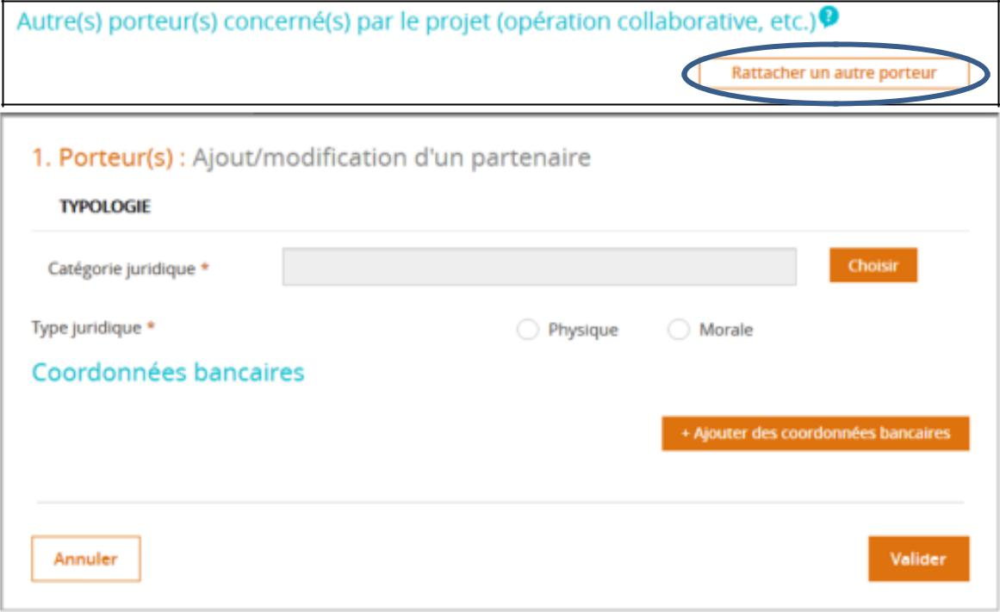 Autre(s) porteur(s) concerné(s) par le projet (opération collaborative, etc.) ?
Rattacher un autre porteur
1. Porteur(s) : Ajout/modification d'un partenaire
TYPOLOGIE
Catégorie juridique * Choisir
Type juridique * Physique Morale
Coordonnées bancaires
+ Ajouter des coordonnées bancaires
Annuler Valider